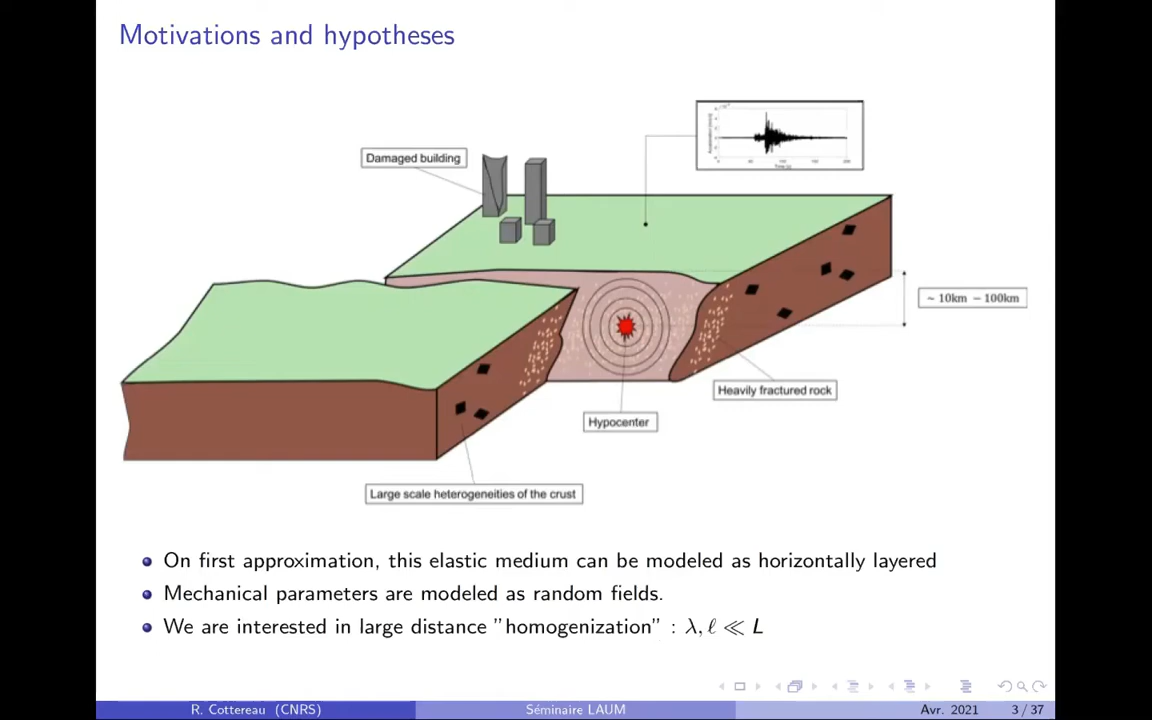 Motivations and hypotheses
Damaged building
~ 10km − 100km
Heavily fractured rock
Hypocenter
Large scale heterogeneities of the crust
On first approximation, this elastic medium can be modeled as horizontally layered
Mechanical parameters are modeled as random fields.
We are interested in large distance "homogenization" : λ, ℓ ≪ L
R. Cottereau (CNRS)
Séminaire LAUM
Avr. 2021
3 / 37